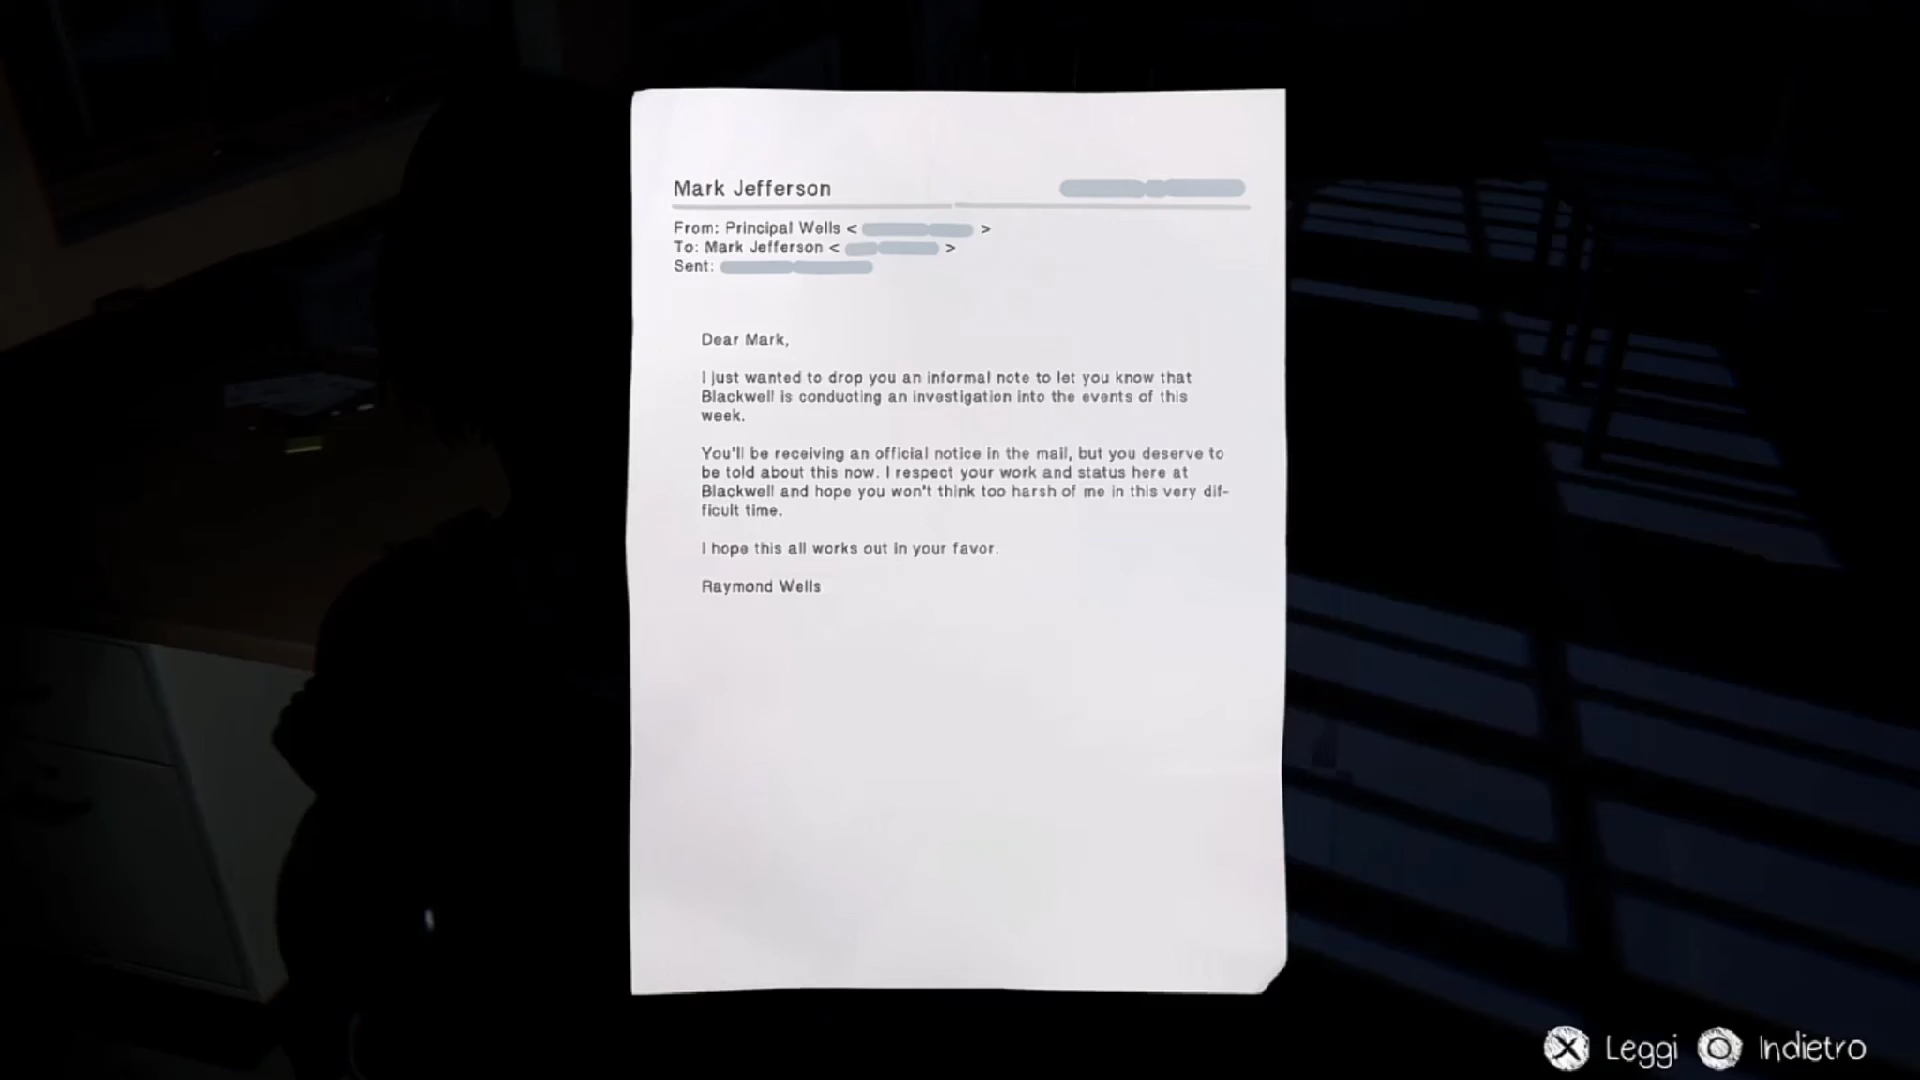 Mark Jefferson
From: Principal Wells < >
To: Mark Jefferson < >
Sent:
Dear Mark,
I just wanted to drop you an informal note to let you know that
Blackwell is conducting an investigation into the events of this
week.
You'll be receiving an official notice in the mail, but you deserve to
be told about this now. I respect your work and status here at
Blackwell and hope you won't think too harsh of me in this very dif-
ficult time.
I hope this all works out in your favor.
Raymond Wells
Leggi Indietro